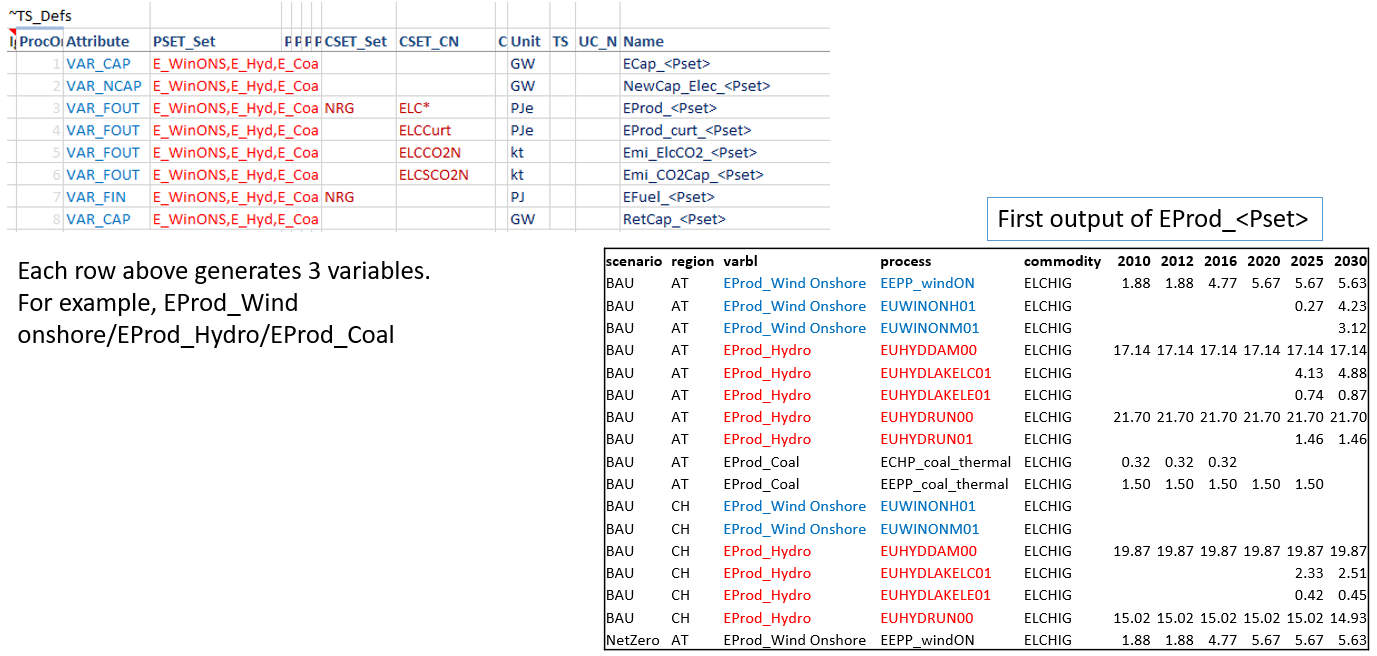 ~TS_Defs
ProcOr Attribute PSET_Set P P P P CSET_Set CSET_CN C Unit TS UC_N Name
1 VAR_CAP E_WinONS,E_Hyd,E_Coa GW ECap_<Pset>
2 VAR_NCAP E_WinONS,E_Hyd,E_Coa GW NewCap_Elec_<Pset>
3 VAR_FOUT E_WinONS,E_Hyd,E_Coa NRG ELC* PJe EProd_<Pset>
4 VAR_FOUT E_WinONS,E_Hyd,E_Coa ELCCurt PJe EProd_curt_<Pset>
5 VAR_FOUT E_WinONS,E_Hyd,E_Coa ELCCO2N kt Emi_ElcCO2_<Pset>
6 VAR_FOUT E_WinONS,E_Hyd,E_Coa ELCSCO2N kt Emi_CO2Cap_<Pset>
7 VAR_FIN E_WinONS,E_Hyd,E_Coa NRG PJ EFuel_<Pset>
8 VAR_CAP E_WinONS,E_Hyd,E_Coa GW RetCap_<Pset>
First output of EProd_<Pset>
Each row above generates 3 variables.
For example, EProd_Wind
onshore/EProd_Hydro/EProd_Coal
scenario region varbl process commodity 2010 2012 2016 2020 2025 2030
BAU AT EProd_Wind Onshore EEPP_windON ELCHIG 1.88 1.88 4.77 5.67 5.67 5.63
BAU AT EProd_Wind Onshore EUWINONH01 ELCHIG 0.27 4.23
BAU AT EProd_Wind Onshore EUWINONM01 ELCHIG 3.12
BAU AT EProd_Hydro EUHYDDAM00 ELCHIG 17.14 17.14 17.14 17.14 17.14 17.14
BAU AT EProd_Hydro EUHYDLAKELC01 ELCHIG 4.13 4.88
BAU AT EProd_Hydro EUHYDLAKELE01 ELCHIG 0.74 0.87
BAU AT EProd_Hydro EUHYDRUN00 ELCHIG 21.70 21.70 21.70 21.70 21.70 21.70
BAU AT EProd_Hydro EUHYDRUN01 ELCHIG 1.46 1.46
BAU AT EProd_Coal ECHP_coal_thermal ELCHIG 0.32 0.32 0.32
BAU AT EProd_Coal EEPP_coal_thermal ELCHIG 1.50 1.50 1.50 1.50 1.50
BAU CH EProd_Wind Onshore EUWINONH01 ELCHIG
BAU CH EProd_Wind Onshore EUWINONM01 ELCHIG
BAU CH EProd_Hydro EUHYDDAM00 ELCHIG 19.87 19.87 19.87 19.87 19.87 19.87
BAU CH EProd_Hydro EUHYDLAKELC01 ELCHIG 2.33 2.51
BAU CH EProd_Hydro EUHYDLAKELE01 ELCHIG 0.42 0.45
BAU CH EProd_Hydro EUHYDRUN00 ELCHIG 15.02 15.02 15.02 15.02 15.02 14.93
NetZero AT EProd_Wind Onshore EEPP_windON ELCHIG 1.88 1.88 4.77 5.67 5.67 5.63